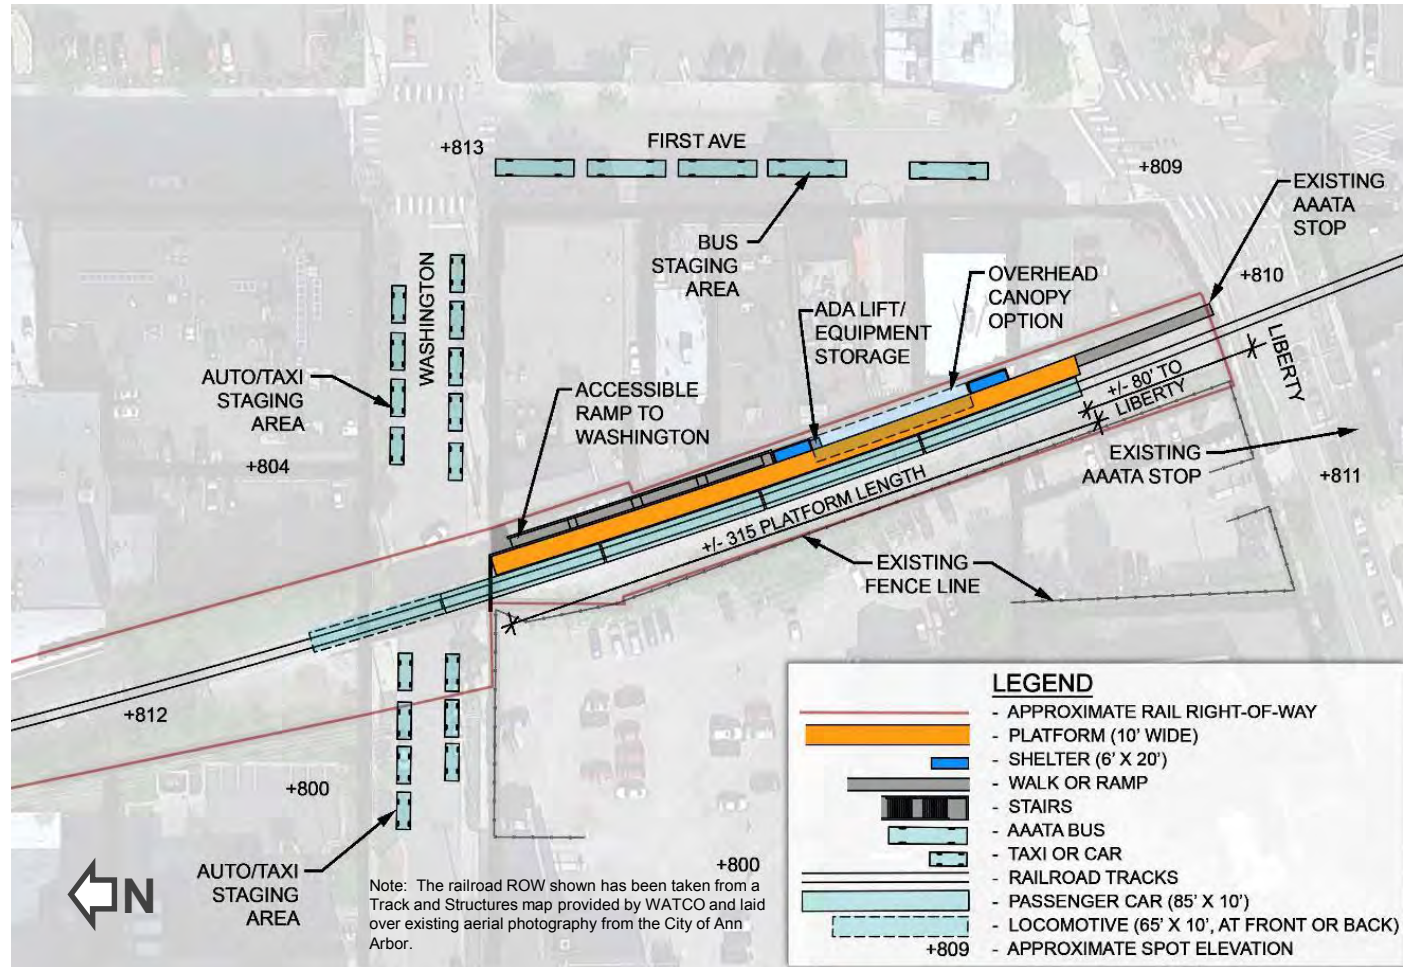 FIRST AVE
+813
+809
EXISTING
AAATA
STOP
BUS
STAGING
AREA
WASHINGTON
OVERHEAD
CANOPY
OPTION
+810
ADA LIFT/
EQUIPMENT
STORAGE
LIBERTY
AUTO/TAXI
STAGING
AREA
ACCESSIBLE
RAMP TO
WASHINGTON
+/- 80' TO
LIBERTY
+804
EXISTING
AAATA STOP
+811
+/- 315 PLATFORM LENGTH
EXISTING
FENCE LINE
+812
+800
AUTO/TAXI
STAGING
AREA
+800
N
Note: The railroad ROW shown has been taken from a
Track and Structures map provided by WATCO and laid
over existing aerial photography from the City of Ann
Arbor.
LEGEND
- APPROXIMATE RAIL RIGHT-OF-WAY
- PLATFORM (10' WIDE)
- SHELTER (6' X 20')
- WALK OR RAMP
- STAIRS
- AAATA BUS
- TAXI OR CAR
- RAILROAD TRACKS
- PASSENGER CAR (85' X 10')
- LOCOMOTIVE (65' X 10', AT FRONT OR BACK)
+809 - APPROXIMATE SPOT ELEVATION